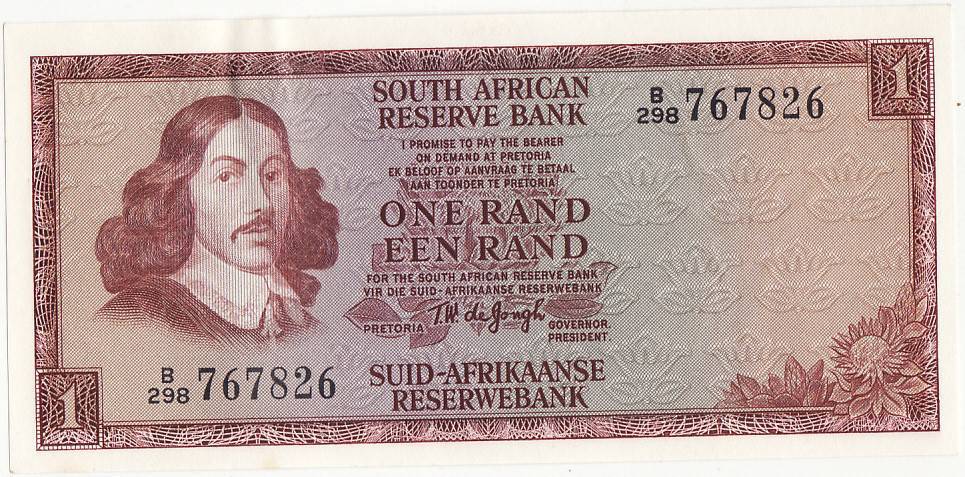 1
SOUTH AFRICAN
RESERVE BANK
B
298 767826
I PROMISE TO PAY THE BEARER
ON DEMAND AT PRETORIA
EK BELOOF OP AANVRAAG TE BETAAL
AAN TOONDER TE PRETORIA
ONE RAND
EEN RAND
FOR THE SOUTH AFRICAN RESERVE BANK
VIR DIE SUID-AFRIKAANSE RESERWEBANK
T.W. de Jongh
PRETORIA
GOVERNOR.
PRESIDENT.
B
298 767826
SUID-AFRIKAANSE
RESERWEBANK
1